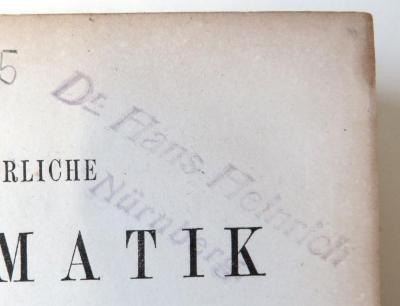 5
Dr. Hans Heinrich
Nürnberg
RLICHE
MATIK